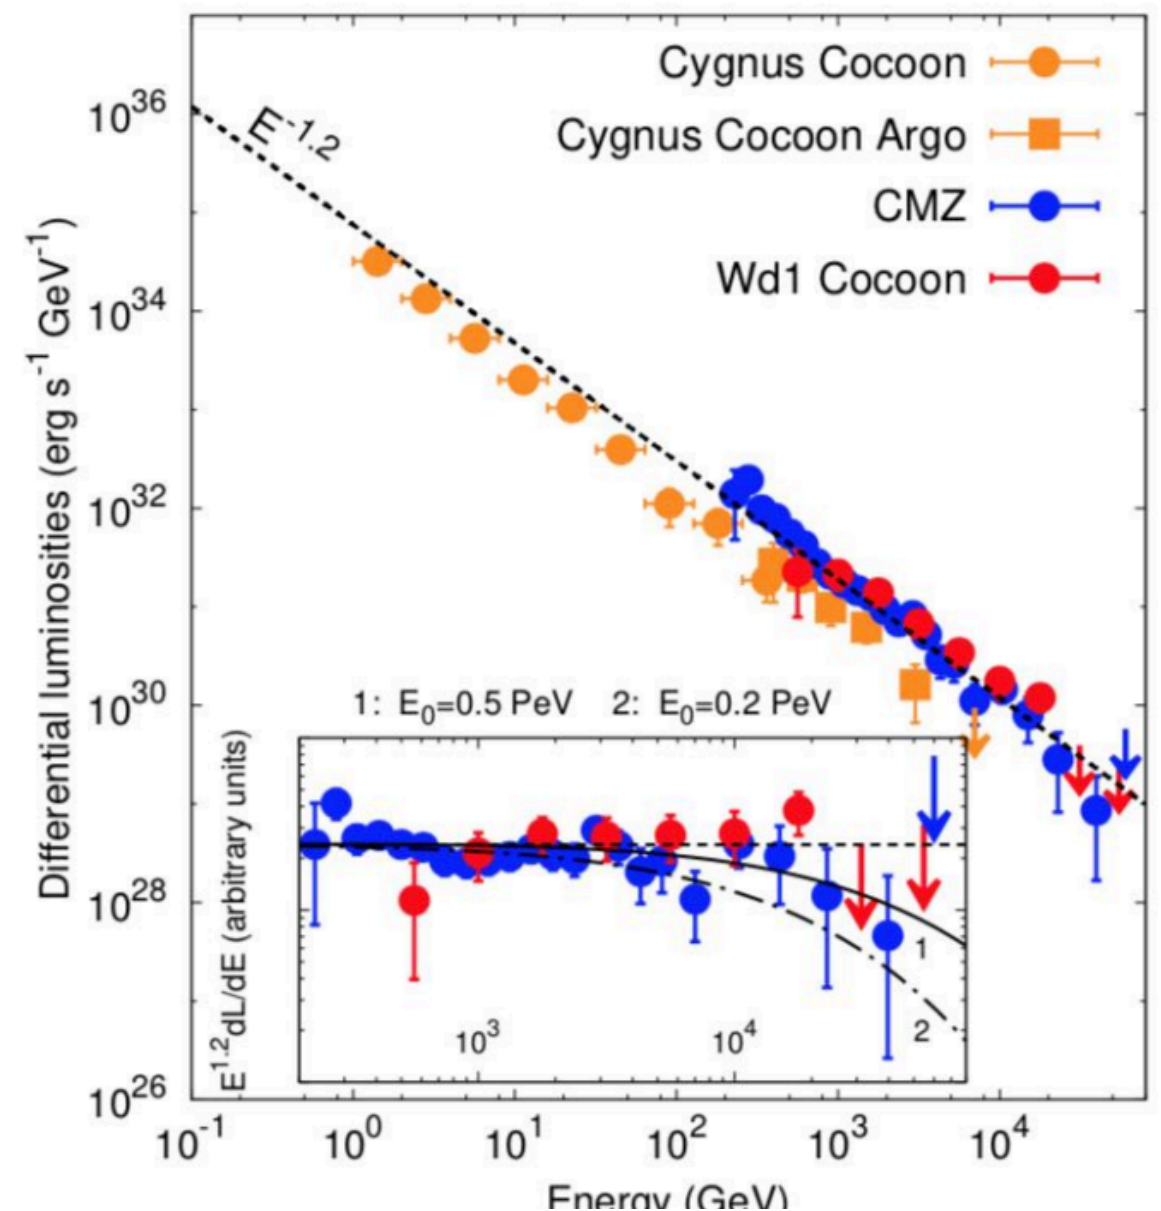 Cygnus Cocoon
Cygnus Cocoon Argo
CMZ
Wd1 Cocoon
E^-1.2
Differential luminosities (erg s^-1 GeV^-1)
10^36
10^34
10^32
10^30
10^28
10^26
1: E_0=0.5 PeV 2: E_0=0.2 PeV
E^1.2dL/dE (arbitrary units)
1
2
10^3 10^4
10^-1 10^0 10^1 10^2 10^3 10^4
Energy (GeV)